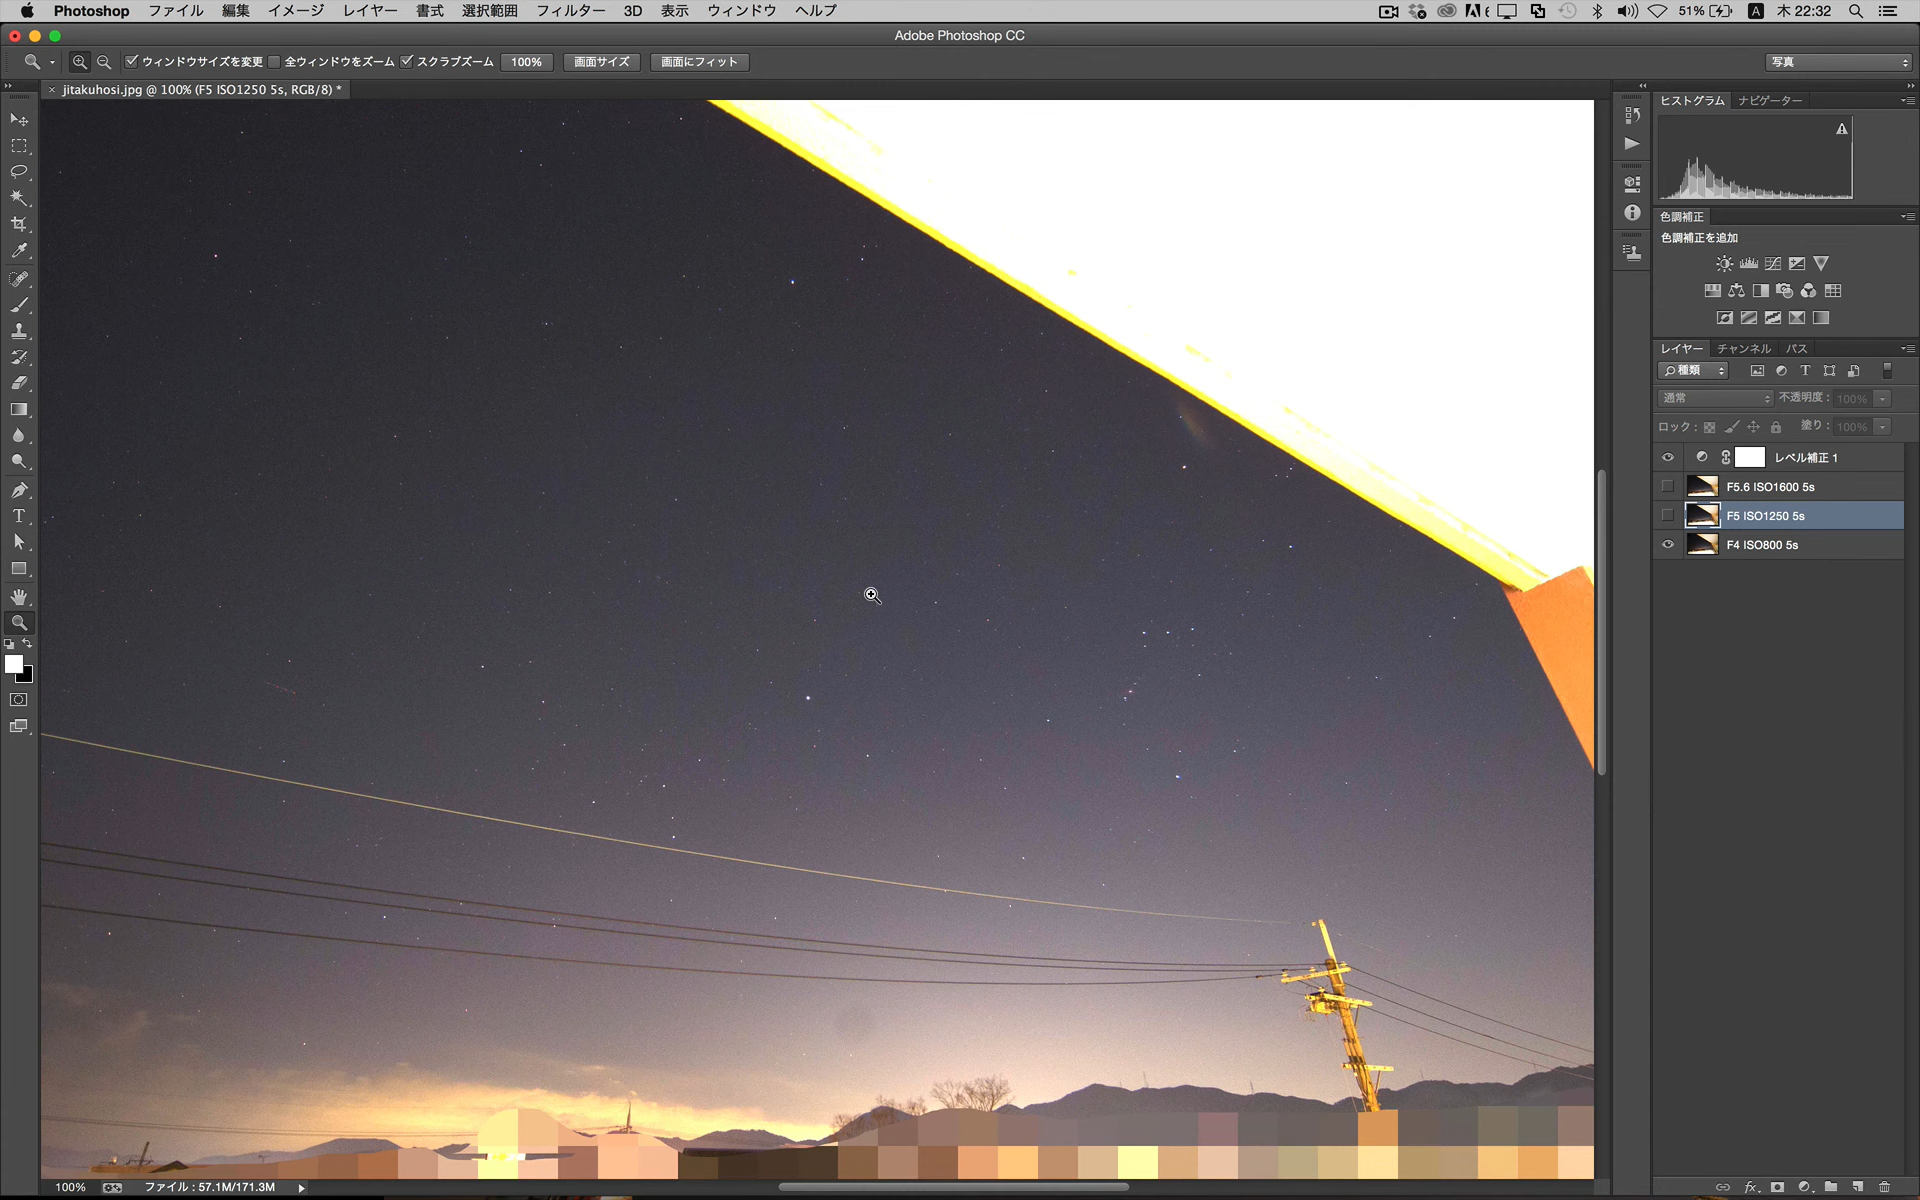 Photoshop ファイル 編集 イメージ レイヤー 書式 選択範囲 フィルター 3D 表示 ウィンドウ ヘルプ 6 51% A 木 22:32
Adobe Photoshop CC
ウィンドウサイズを変更 全ウィンドウをズーム スクラブズーム 100% 画面サイズ 画面にフィット 写真
× jitakuhosi.jpg @ 100% (F5 ISO1250 5s, RGB/8) *
ヒストグラム ナビゲーター
色調補正
色調補正を追加
レイヤー チャンネル パス
種類
通常 不透明度: 100%
ロック: 塗り: 100%
レベル補正 1
F5.6 ISO1600 5s
F5 ISO1250 5s
F4 ISO800 5s
100% ファイル : 57.1M/171.3M